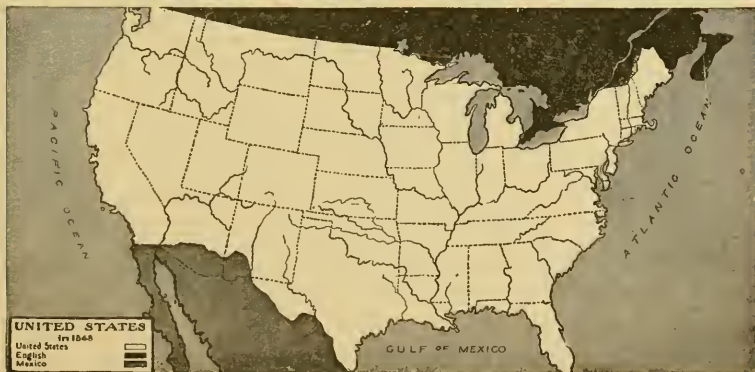 PACIFIC OCEAN
ATLANTIC OCEAN
GULF OF MEXICO
UNITED STATES
in 1848
United States
English
Mexico